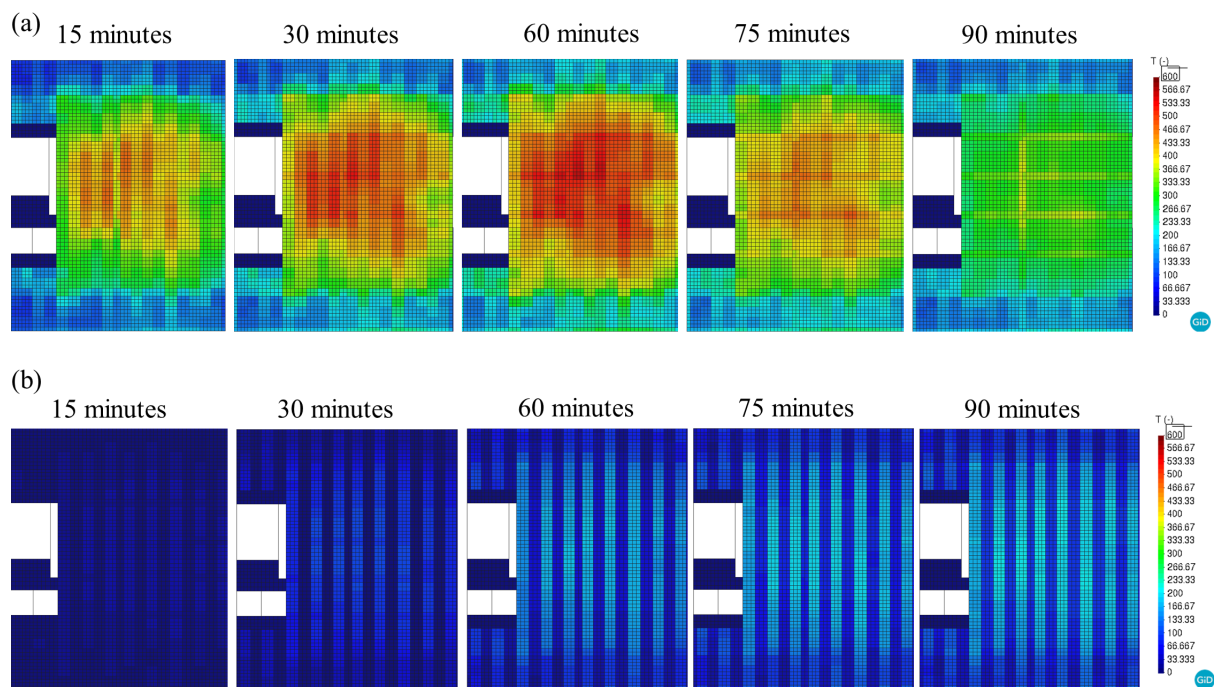 (a)
15 minutes
30 minutes
60 minutes
75 minutes
90 minutes
T (-)
600
566.67
533.33
500
466.67
433.33
400
366.67
333.33
300
266.67
233.33
200
166.67
133.33
100
66.667
33.333
0
GiD
(b)
15 minutes
30 minutes
60 minutes
75 minutes
90 minutes
T (-)
600
566.67
533.33
500
466.67
433.33
400
366.67
333.33
300
266.67
233.33
200
166.67
133.33
100
66.667
33.333
0
GiD